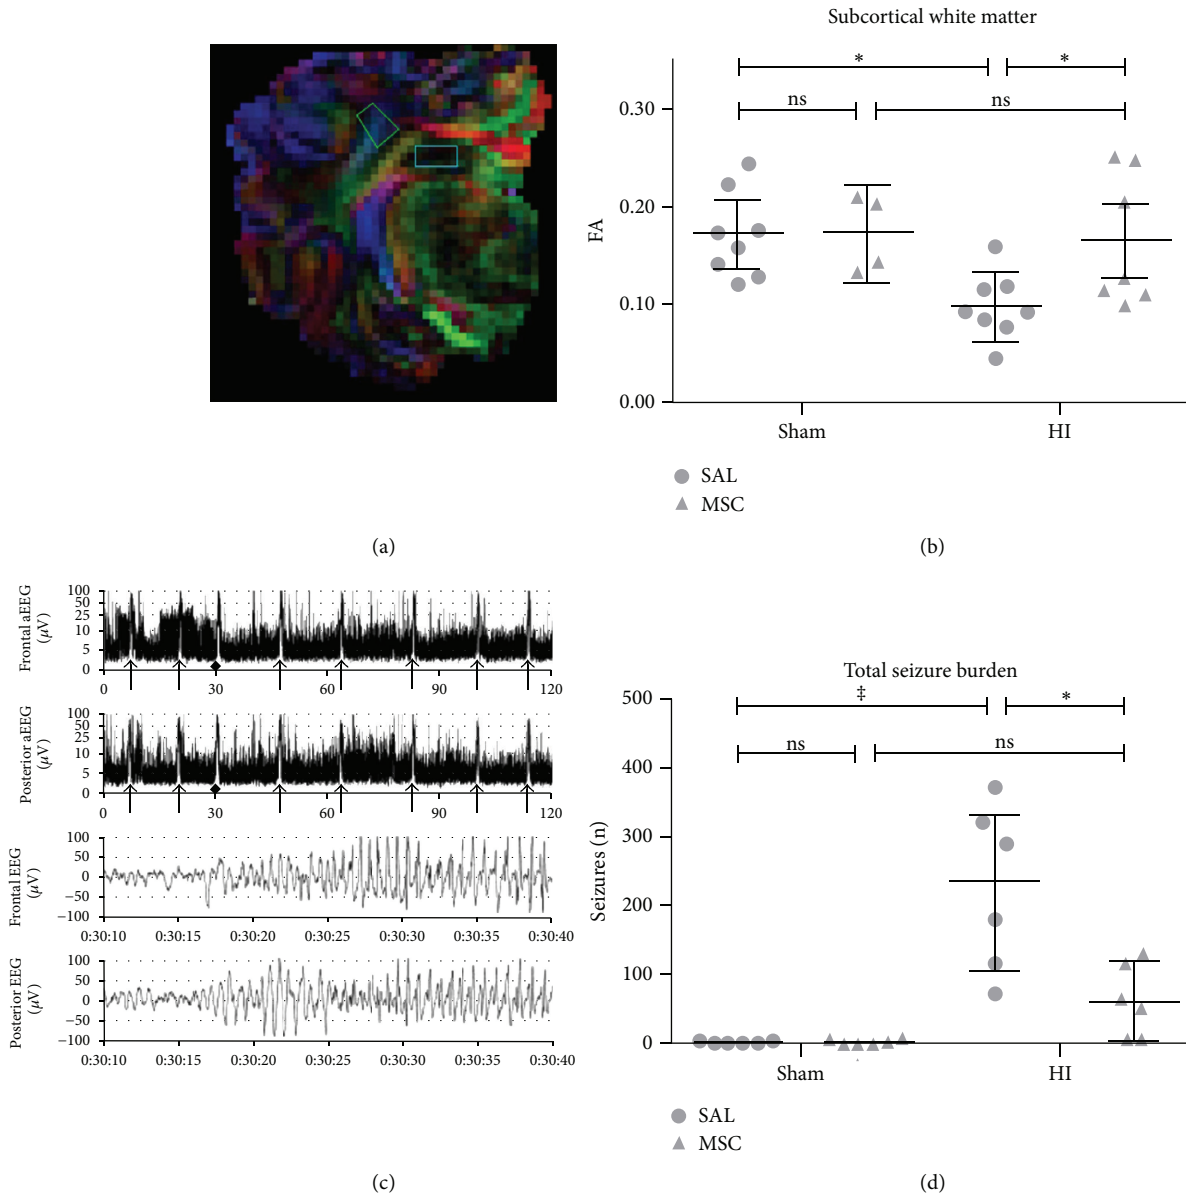 Subcortical white matter
*
*
ns
ns
0.30
0.20
0.10
0.00
FA
Sham
HI
SAL
MSC
(a)
(b)
Frontal aEEG
(μV)
100
50
25
10
5
0
0
30
60
90
120
Posterior aEEG
(μV)
100
50
25
10
5
0
0
30
60
90
120
Frontal EEG
(μV)
100
50
0
−50
−100
0:30:10
0:30:15
0:30:20
0:30:25
0:30:30
0:30:35
0:30:40
Posterior EEG
(μV)
100
50
0
−50
−100
0:30:10
0:30:15
0:30:20
0:30:25
0:30:30
0:30:35
0:30:40
Total seizure burden
‡
*
ns
ns
500
400
300
200
100
0
Seizures (n)
Sham
HI
SAL
MSC
(c)
(d)